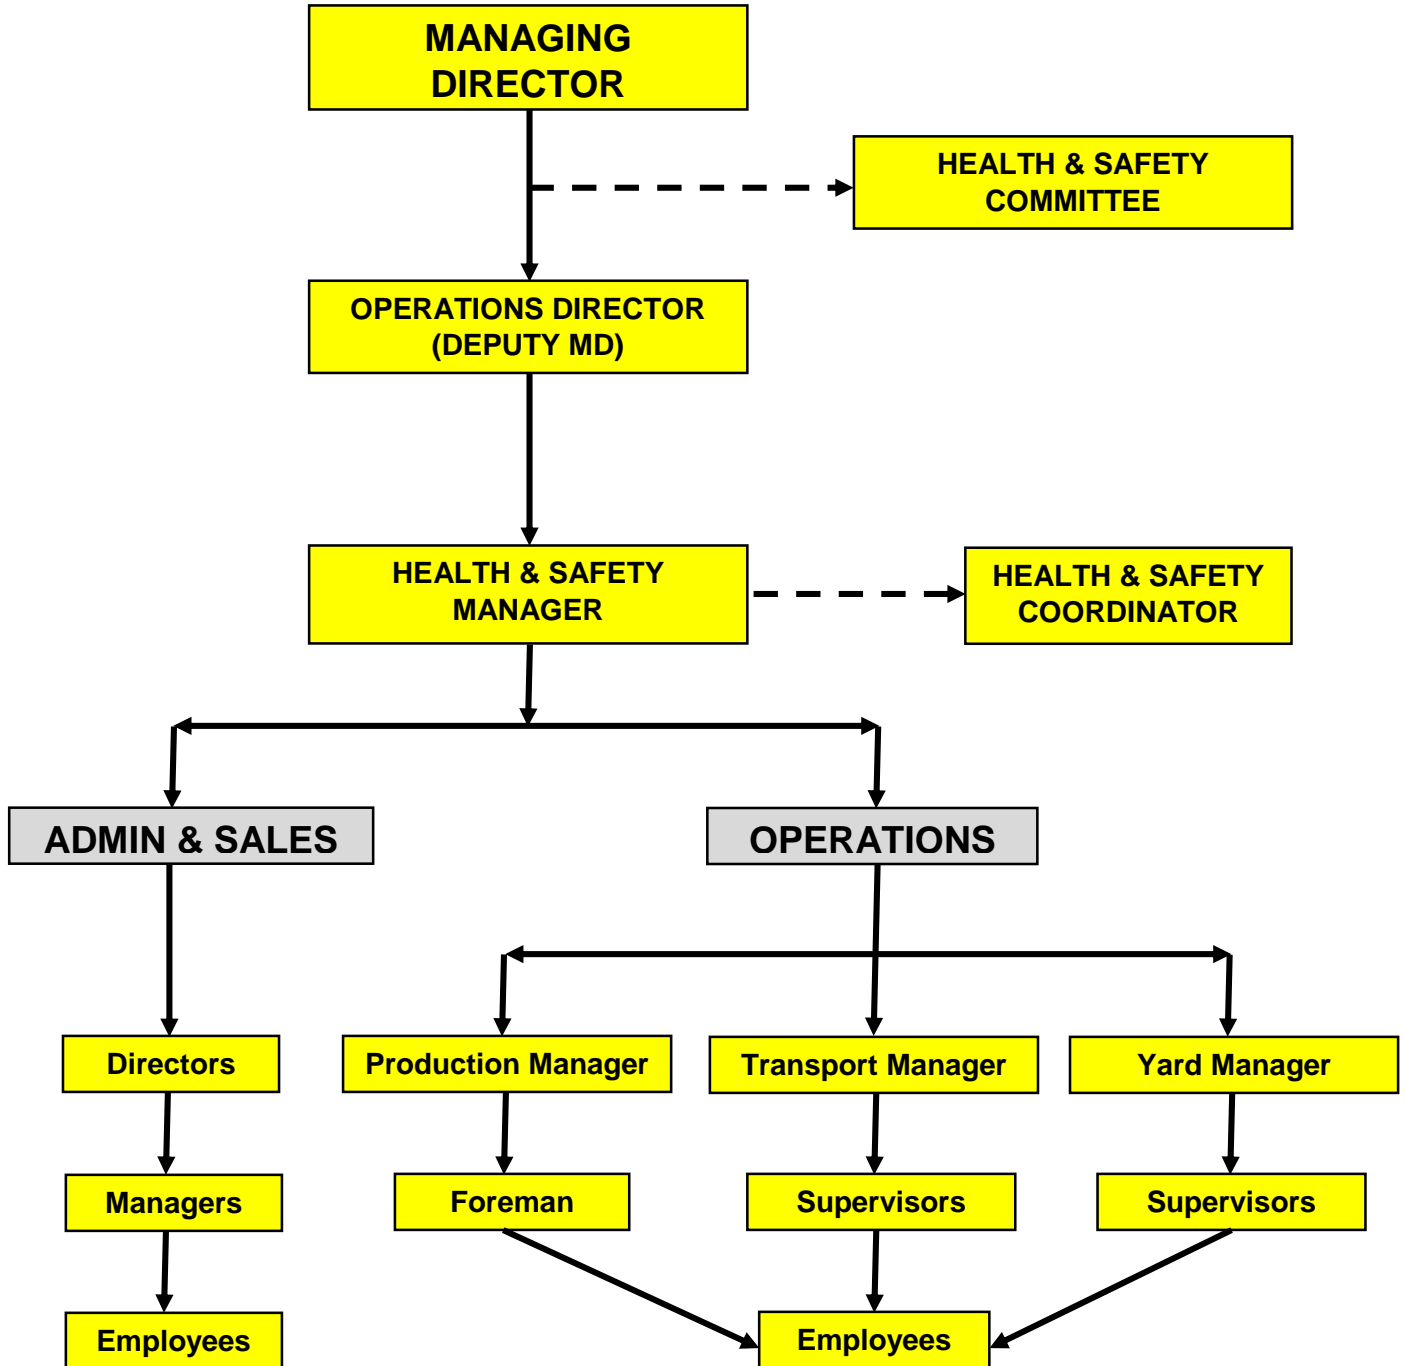 MANAGING
DIRECTOR
HEALTH & SAFETY
COMMITTEE
OPERATIONS DIRECTOR
(DEPUTY MD)
HEALTH & SAFETY
MANAGER
HEALTH & SAFETY
COORDINATOR
ADMIN & SALES
OPERATIONS
Directors
Production Manager
Transport Manager
Yard Manager
Managers
Foreman
Supervisors
Supervisors
Employees
Employees